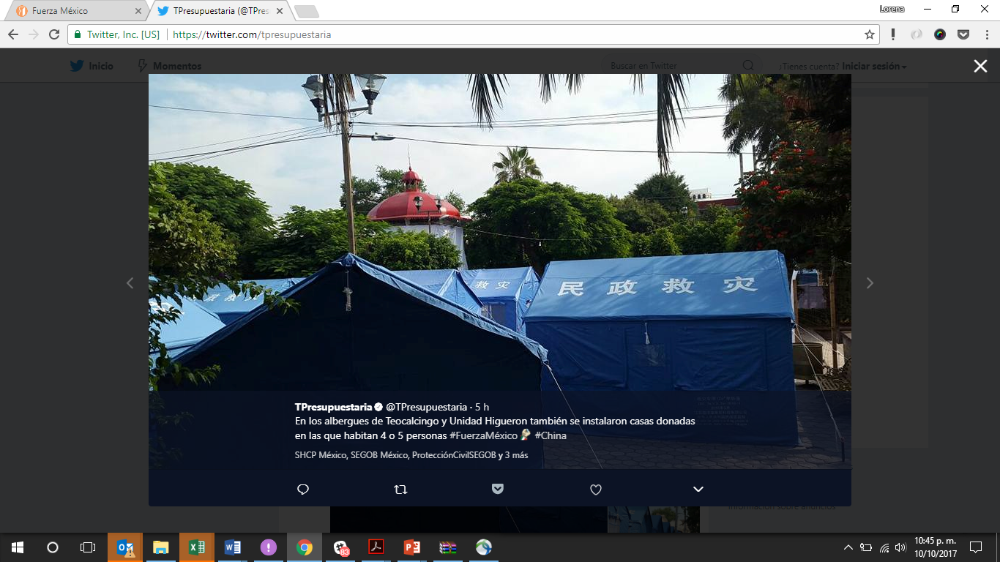 Fuerza México
TPresupuestaria (@TPres
Lorena
Twitter, Inc. [US]
https://twitter.com/tpresupuestaria
Inicio
Momentos
Buscar en Twitter
¿Tienes cuenta? Iniciar sesión
救灾
救灾
民政救灾
TPresupuestaria @TPresupuestaria · 5 h
En los albergues de Teocalcingo y Unidad Higueron también se instalaron casas donadas
en las que habitan 4 o 5 personas #FuerzaMéxico #China
SHCP México, SEGOB México, ProtecciónCivilSEGOB y 3 más
Información sobre anuncios
83
10:45 p. m.
10/10/2017